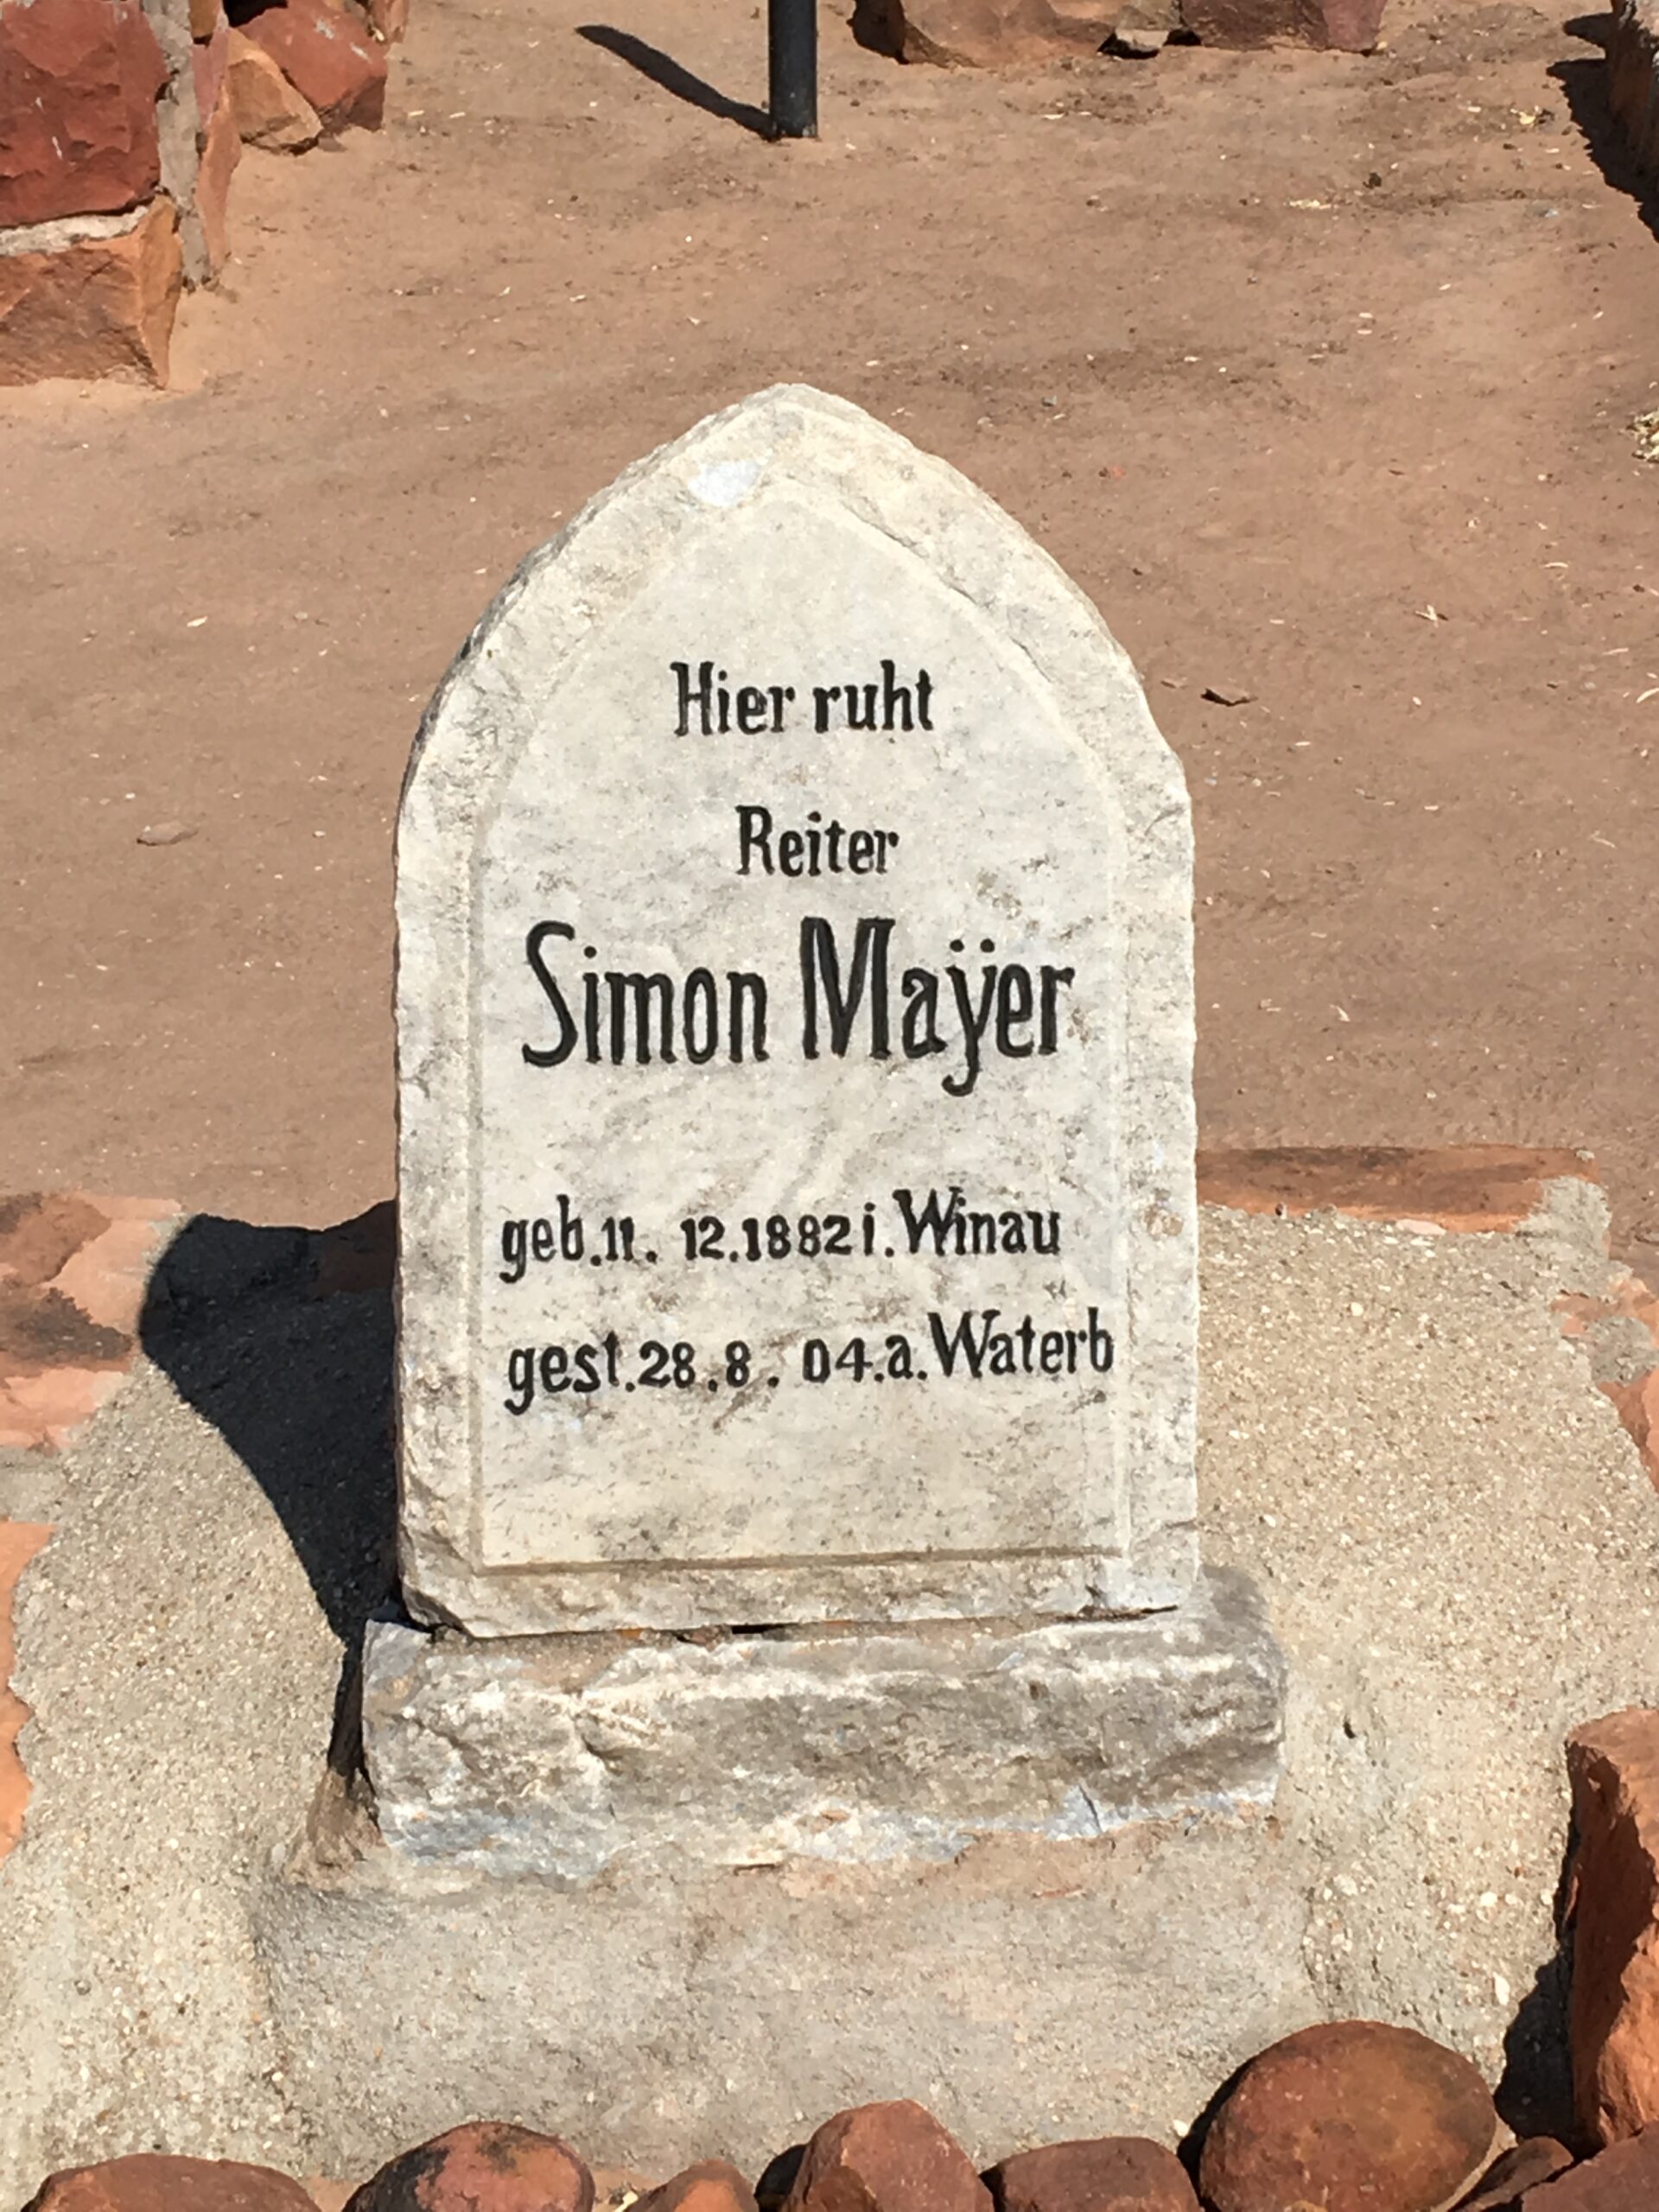 Hier ruht
Reiter
Simon Maÿer
geb. 11. 12. 1882 i. Winau
gest. 28. 8. 04. a. Waterb